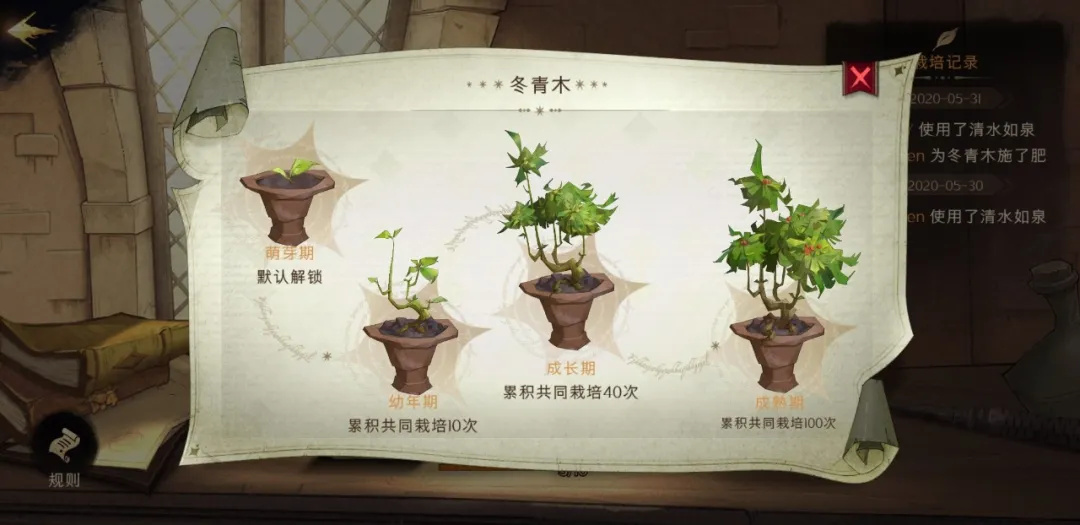 冬青木
萌芽期
默认解锁
幼年期
累积共同栽培10次
成长期
累积共同栽培40次
成熟期
累积共同栽培100次
栽培记录
2020-05-31
使用了清水如泉
en 为冬青木施了肥
2020-05-30
en 使用了清水如泉
规则